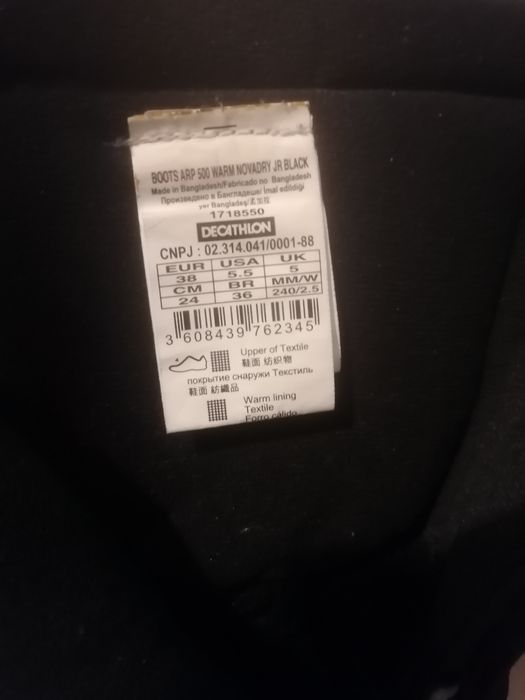 BOOTS ARP 500 WARM NOVADRY JR BLACK
Made in Bangladesh/Fabricado no Bangladesh
Произведено в Бангладеше/ İmal edildiği
yer Bangladeş/孟加拉
1718550
DECATHLON
CNPJ : 02.314.041/0001-88
EUR USA UK
38 5.5 5
CM BR MM/W
24 36 240/2.5
3 608439 762345
Upper of Textile
鞋面 纺织物
покрытие снаружи Текстиль
鞋面 紡織品
Warm lining
Textile
Forro cálido